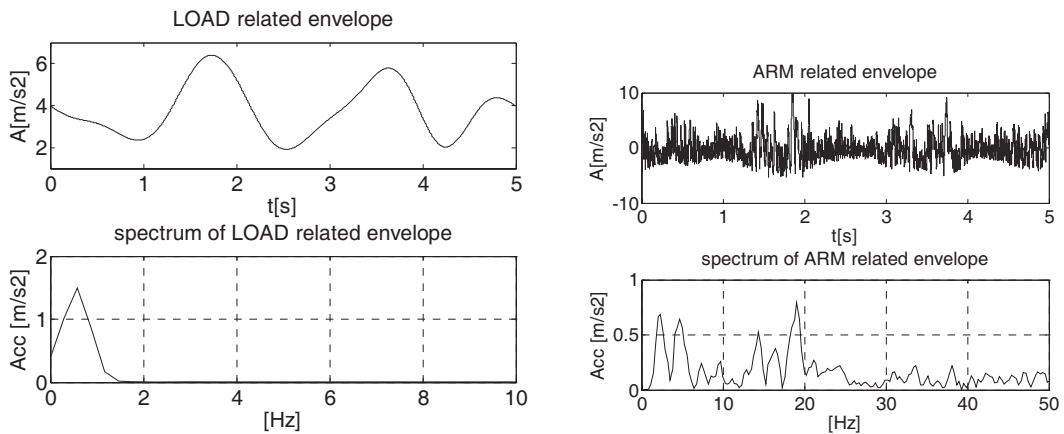 LOAD related envelope
A[m/s2]
6
4
2
0 1 2 3 4 5
t[s]
spectrum of LOAD related envelope
Acc [m/s2]
2
1
0
0 2 4 6 8 10
[Hz]
ARM related envelope
A[m/s2]
10
0
-10
0 1 2 3 4 5
t[s]
spectrum of ARM related envelope
Acc [m/s2]
1
0.5
0
0 10 20 30 40 50
[Hz]